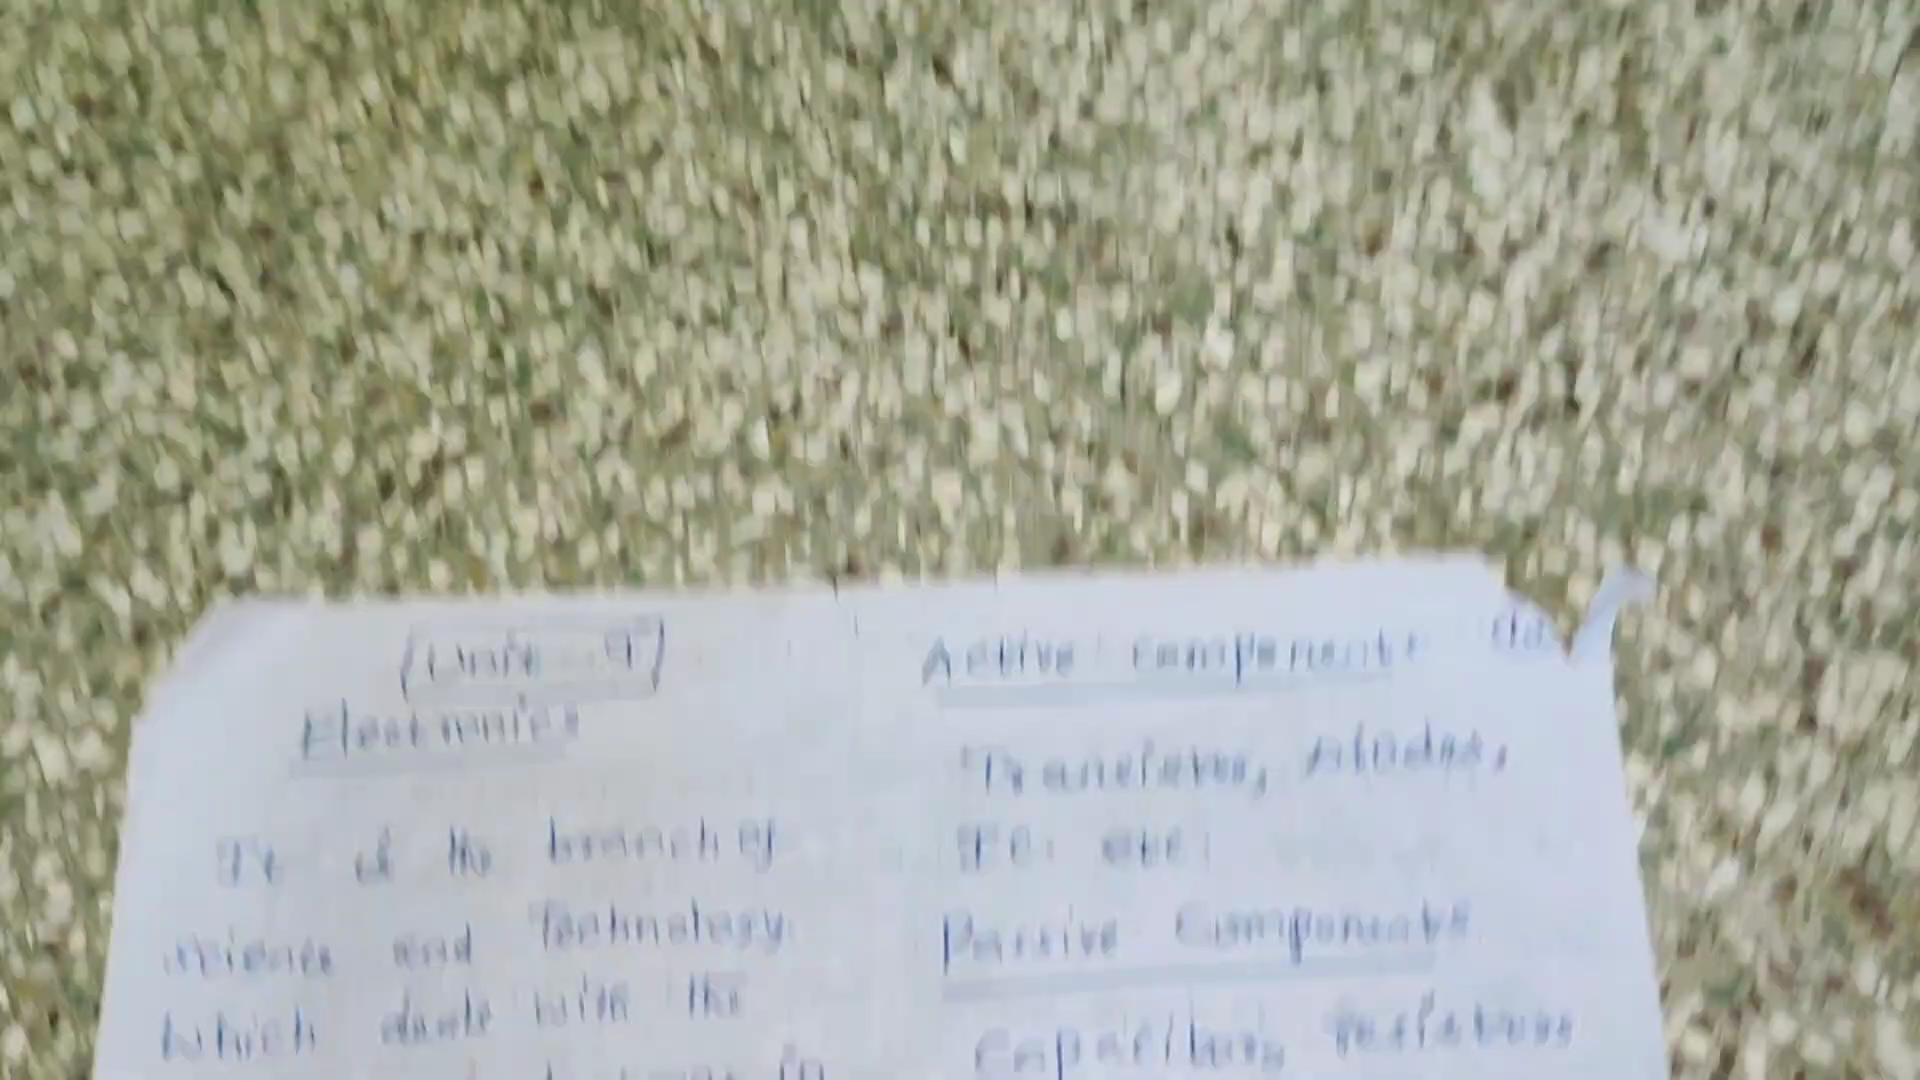 Unit - 9
Electronics
It is the branch of
science and Technology
which deals with the
Active components
Transistors, Diodes,
IC. etc.
Passive Components
Capacitors, resistors